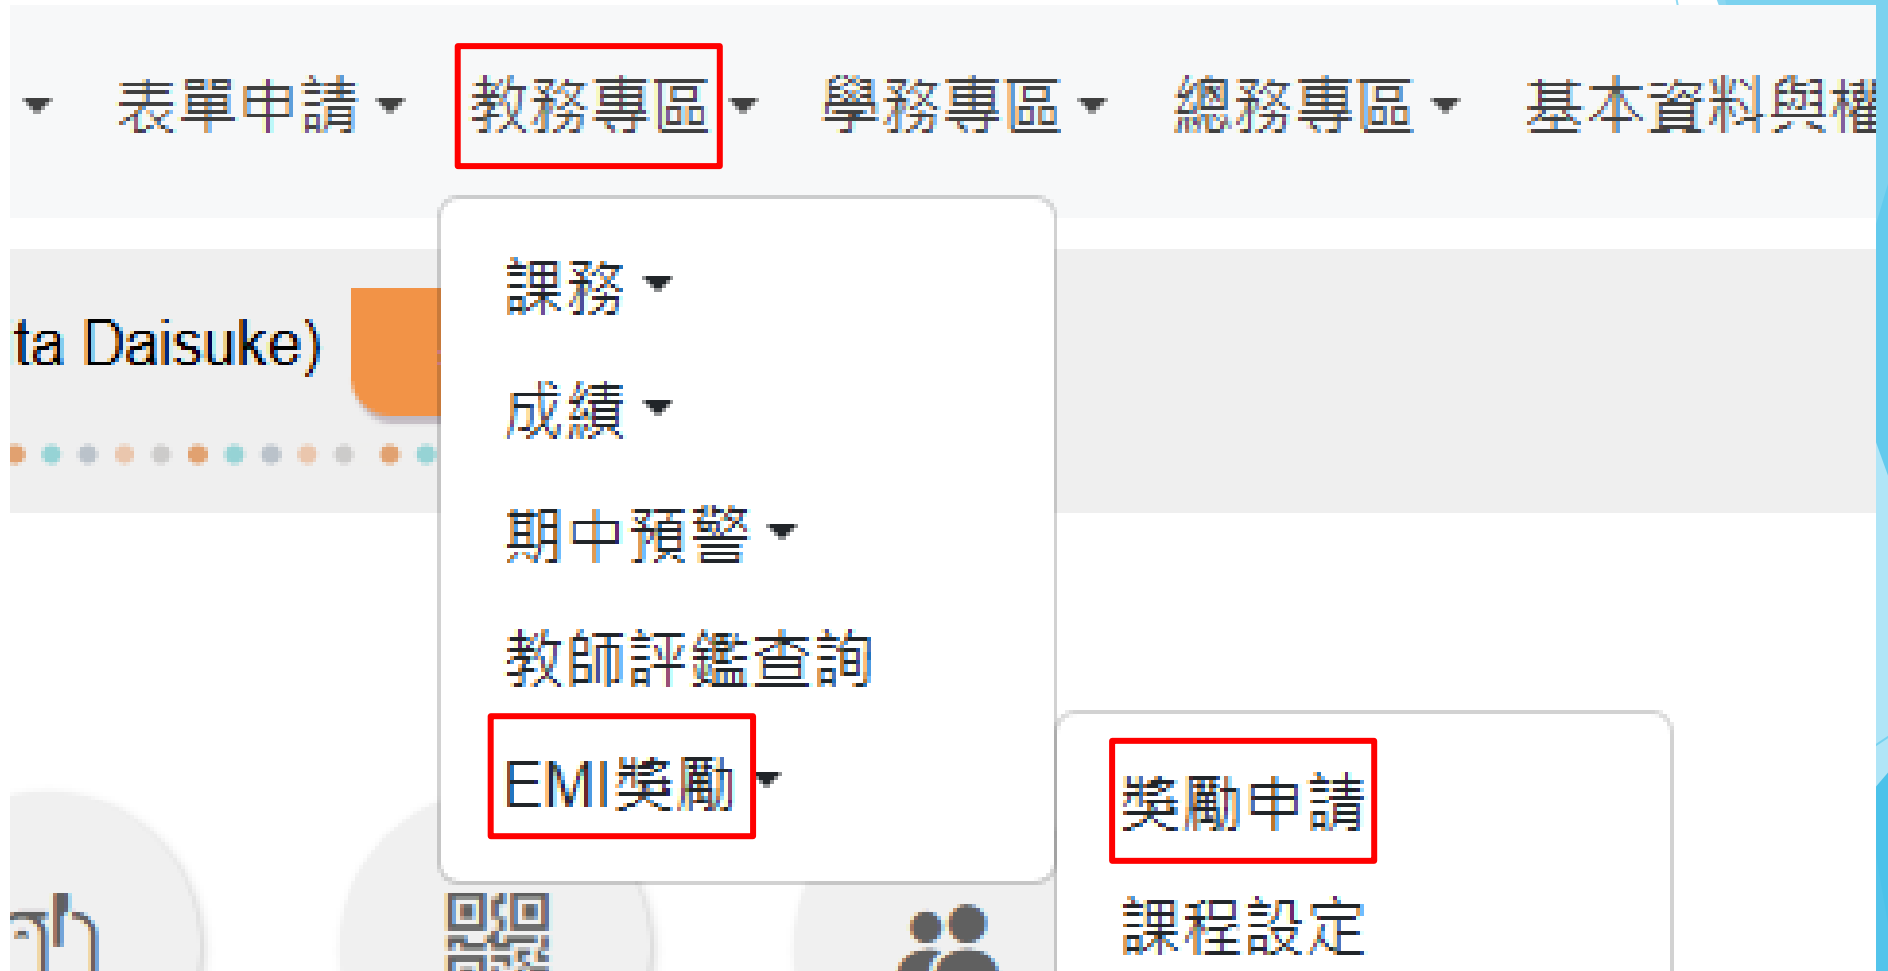 表單申請 教務專區 學務專區 總務專區 基本資料與權
課務
ta Daisuke)
成績
期中預警
教師評鑑查詢
EMI獎勵
獎勵申請
課程設定